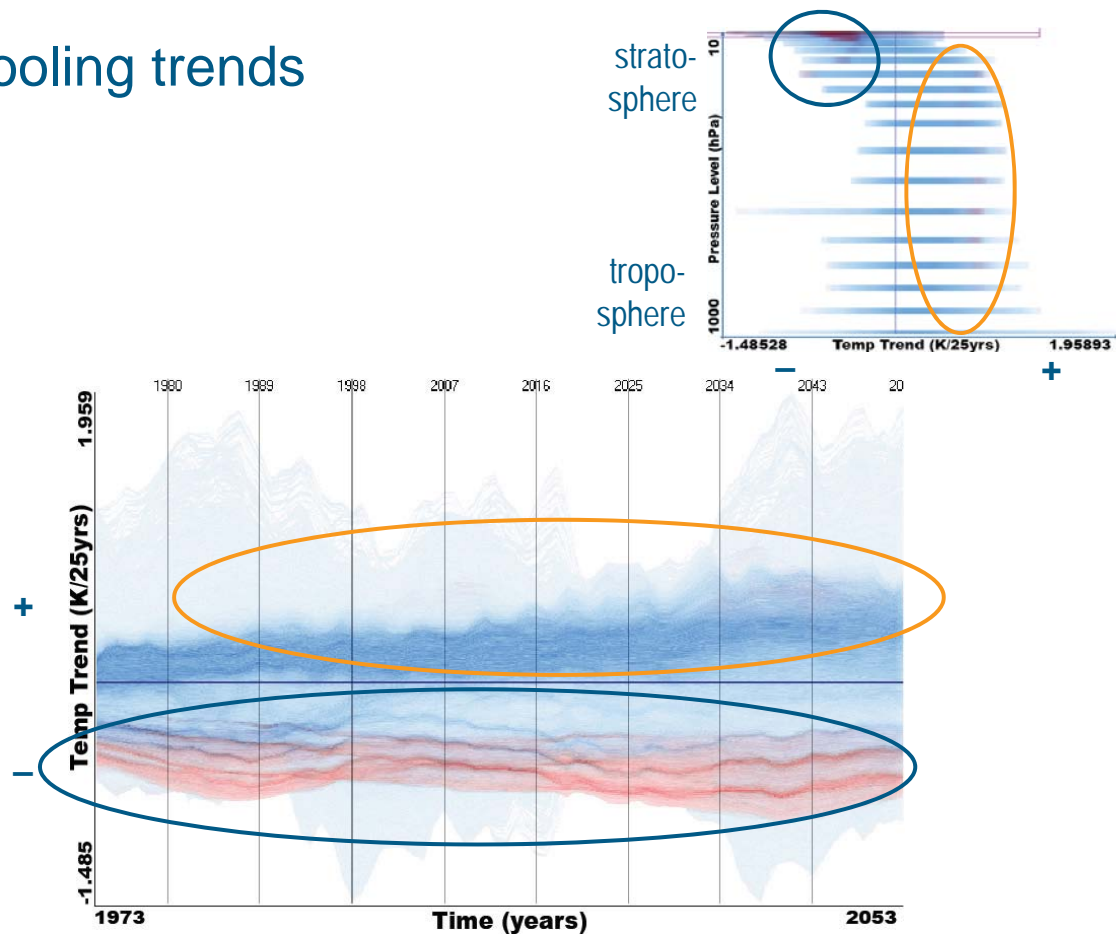 ooling trends
strato-
sphere
tropo-
sphere
10
Pressure Level (hPa)
1000
-1.48528
Temp Trend (K/25yrs)
1.95893
–
+
1980
1989
1998
2007
2016
2025
2034
2043
20
1.959
Temp Trend (K/25yrs)
-1.485
+
–
1973
Time (years)
2053